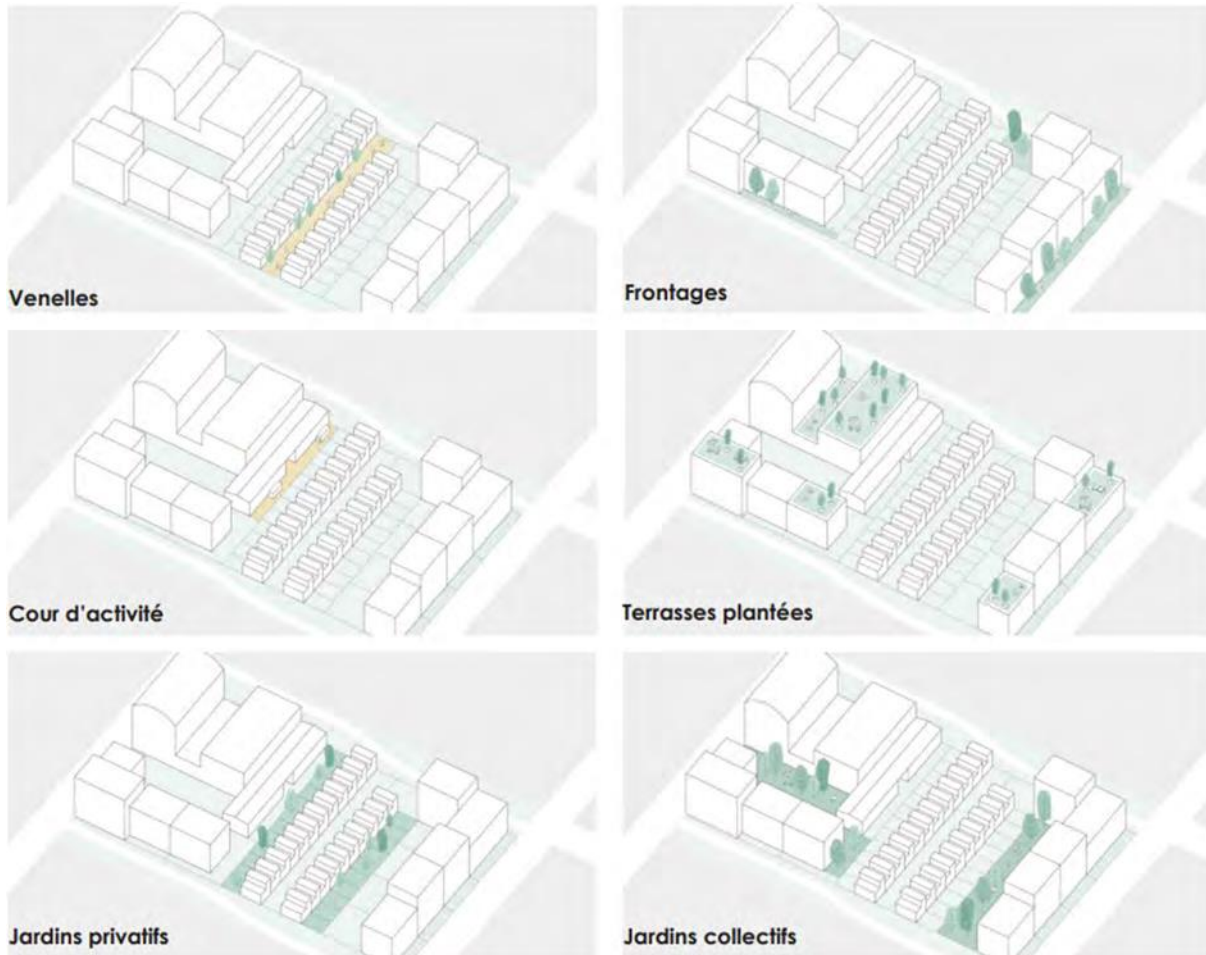 Venelles
Frontages
Cour d'activité
Terrasses plantées
Jardins privatifs
Jardins collectifs